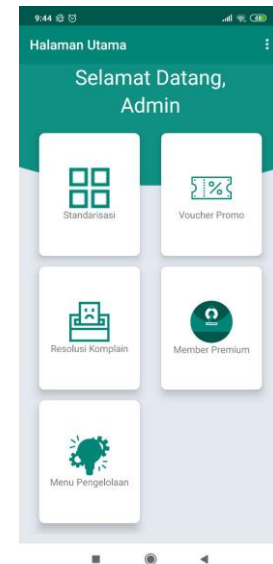 9:44
Halaman Utama
Selamat Datang,
Admin
Standarisasi
Voucher Promo
Resolusi Komplain
Member Premium
Menu Pengelolaan